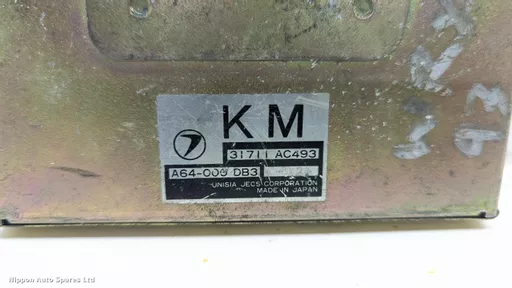 KM
31711 AC493
A64-000 DB3
UNISIA JECS CORPORATION
MADE IN JAPAN
Nippon Auto Spares Ltd